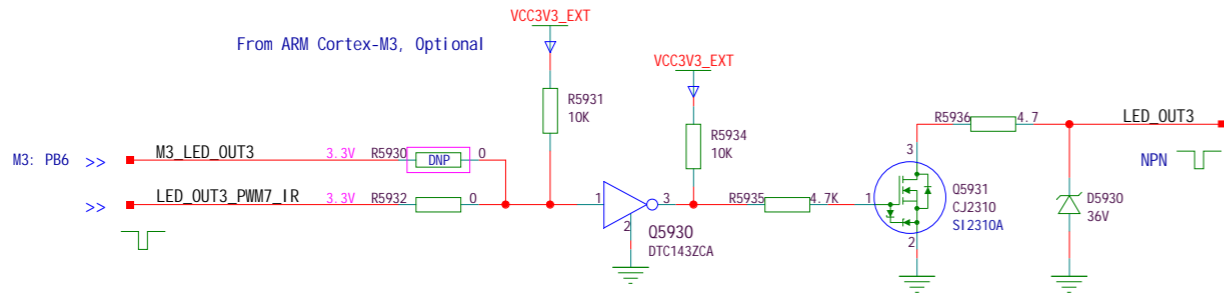 VCC3V3_EXT
From ARM Cortex-M3, Optional
VCC3V3_EXT
R5931
10K
R5934
10K
R5936 4.7 LED_OUT3
M3: PB6 >> M3_LED_OUT3 3.3V R5930 DNP 0
3
NPN
>> LED_OUT3_PWM7_IR 3.3V R5932 0
1 3 R5935 4.7K 1
2
Q5930
DTC143ZCA
Q5931
CJ2310
SI2310A
2
D5930
36V